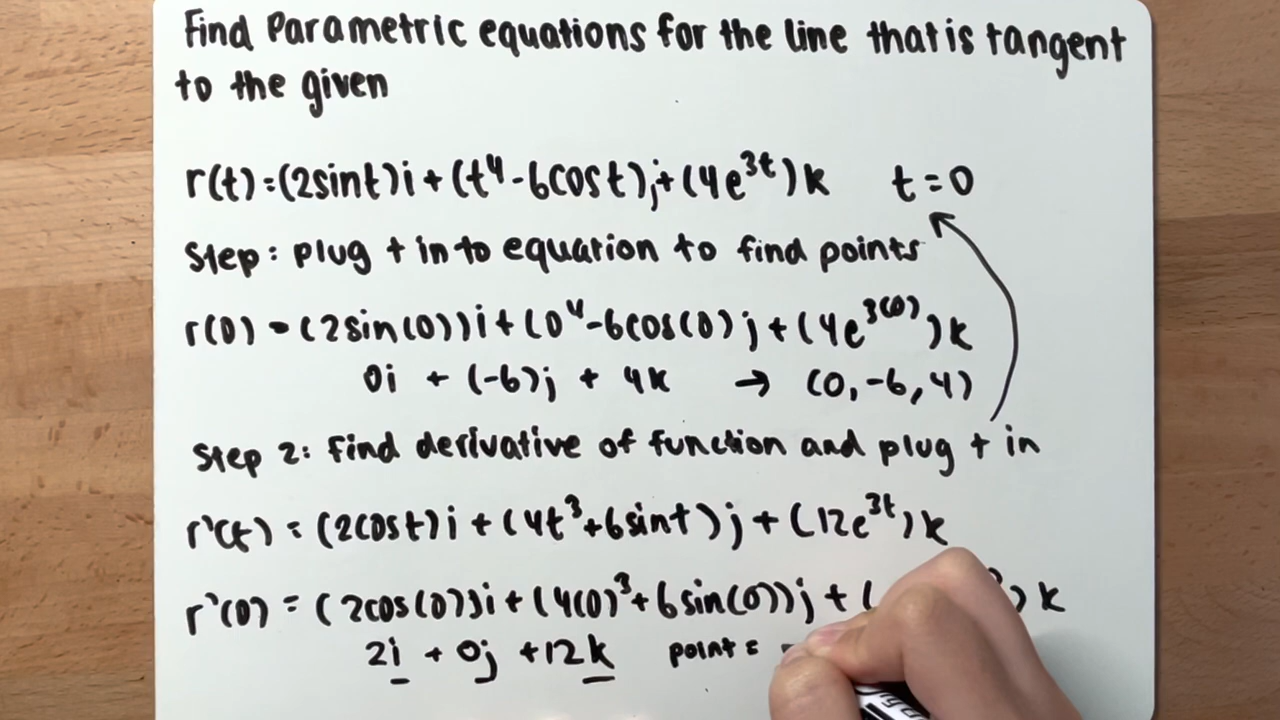 Find Parametric equations for the line that is tangent
to the given
r(t)=(2sint)i+(t⁴-6cost)j+(4e³ᵗ)k t=0
Step: plug t in to equation to find points
r(0)=(2sin(0))i+(0⁴-6cos(0)j+(4e³⁽⁰⁾)k
0i + (-6)j + 4k → (0,-6,4)
Step 2: Find derivative of function and plug t in
r'(t) = (2cost)i+(4t³+6sint)j+(12e³ᵗ)k
r'(0) = (2cos(0))i+(4(0)³+6sin(0))j+( )k
2i + 0j +12k point =